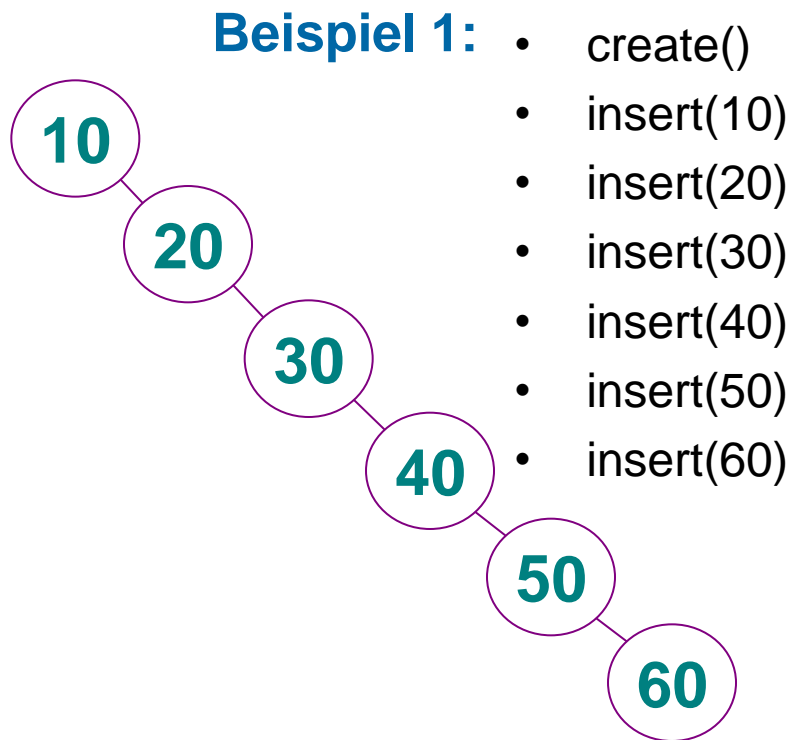 Beispiel 1:
• create()
• insert(10)
• insert(20)
• insert(30)
• insert(40)
• insert(50)
• insert(60)
10
20
30
40
50
60